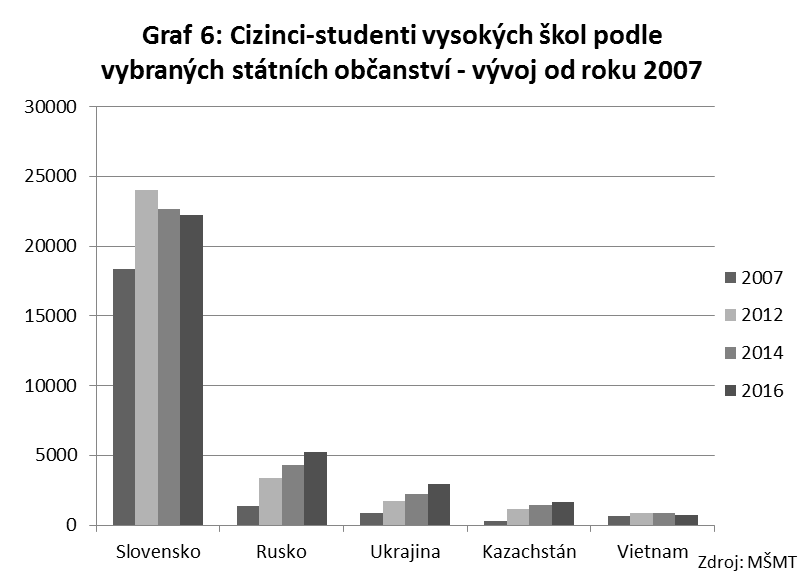 Graf 6: Cizinci-studenti vysokých škol podle
vybraných státních občanství - vývoj od roku 2007
30000
25000
20000
15000
10000
5000
0
Slovensko
Rusko
Ukrajina
Kazachstán
Vietnam
2007
2012
2014
2016
Zdroj: MŠMT